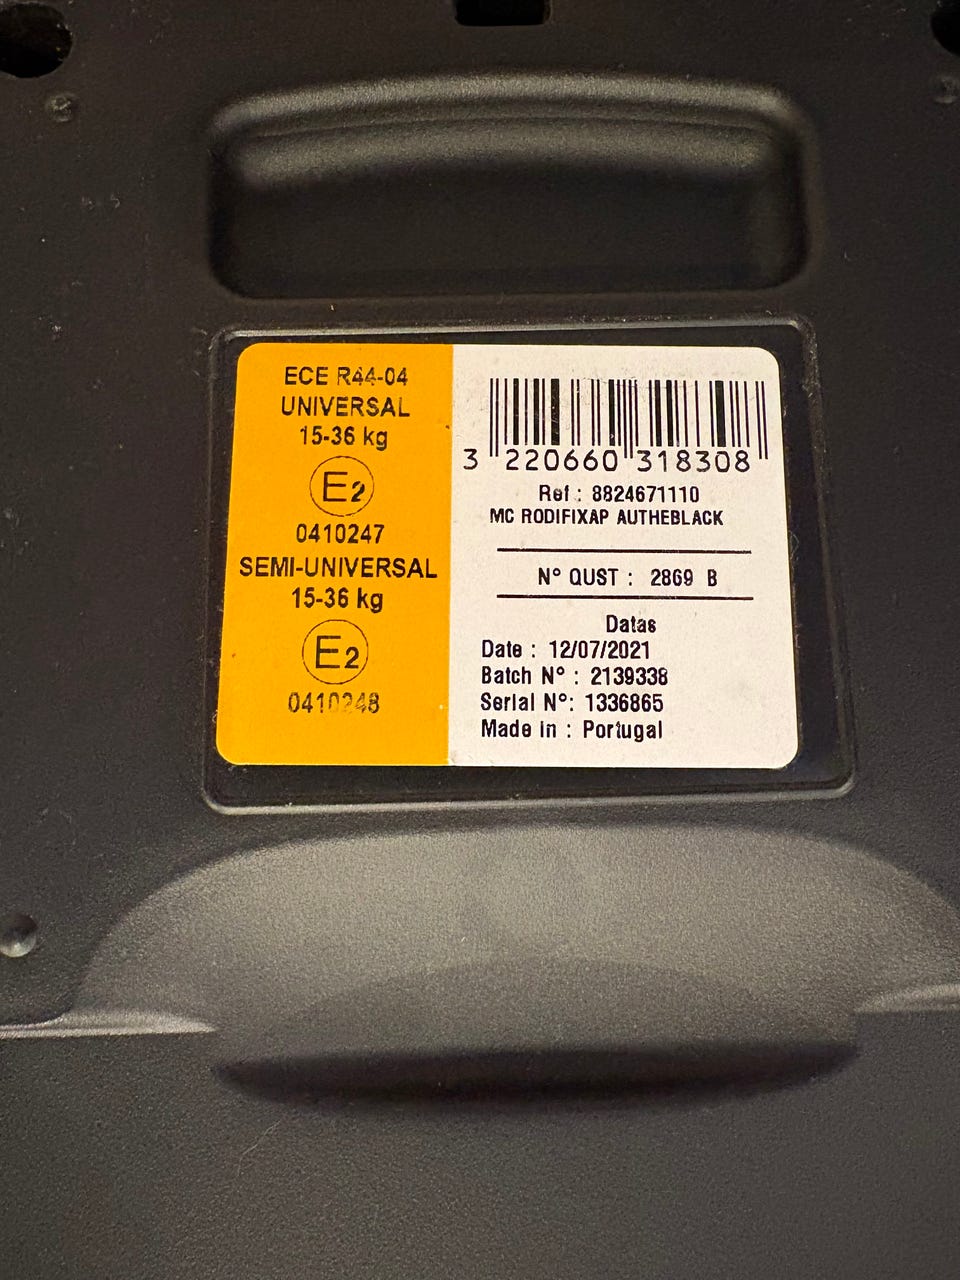 ECE R44-04
UNIVERSAL
15-36 kg
E2
0410247
SEMI-UNIVERSAL
15-36 kg
E2
0410248
3 220660 318308
Ref : 8824671110
MC RODIFIXAP AUTHEBLACK
N° QUST : 2869 B
Datas
Date : 12/07/2021
Batch N° : 2139338
Serial N°: 1336865
Made in : Portugal